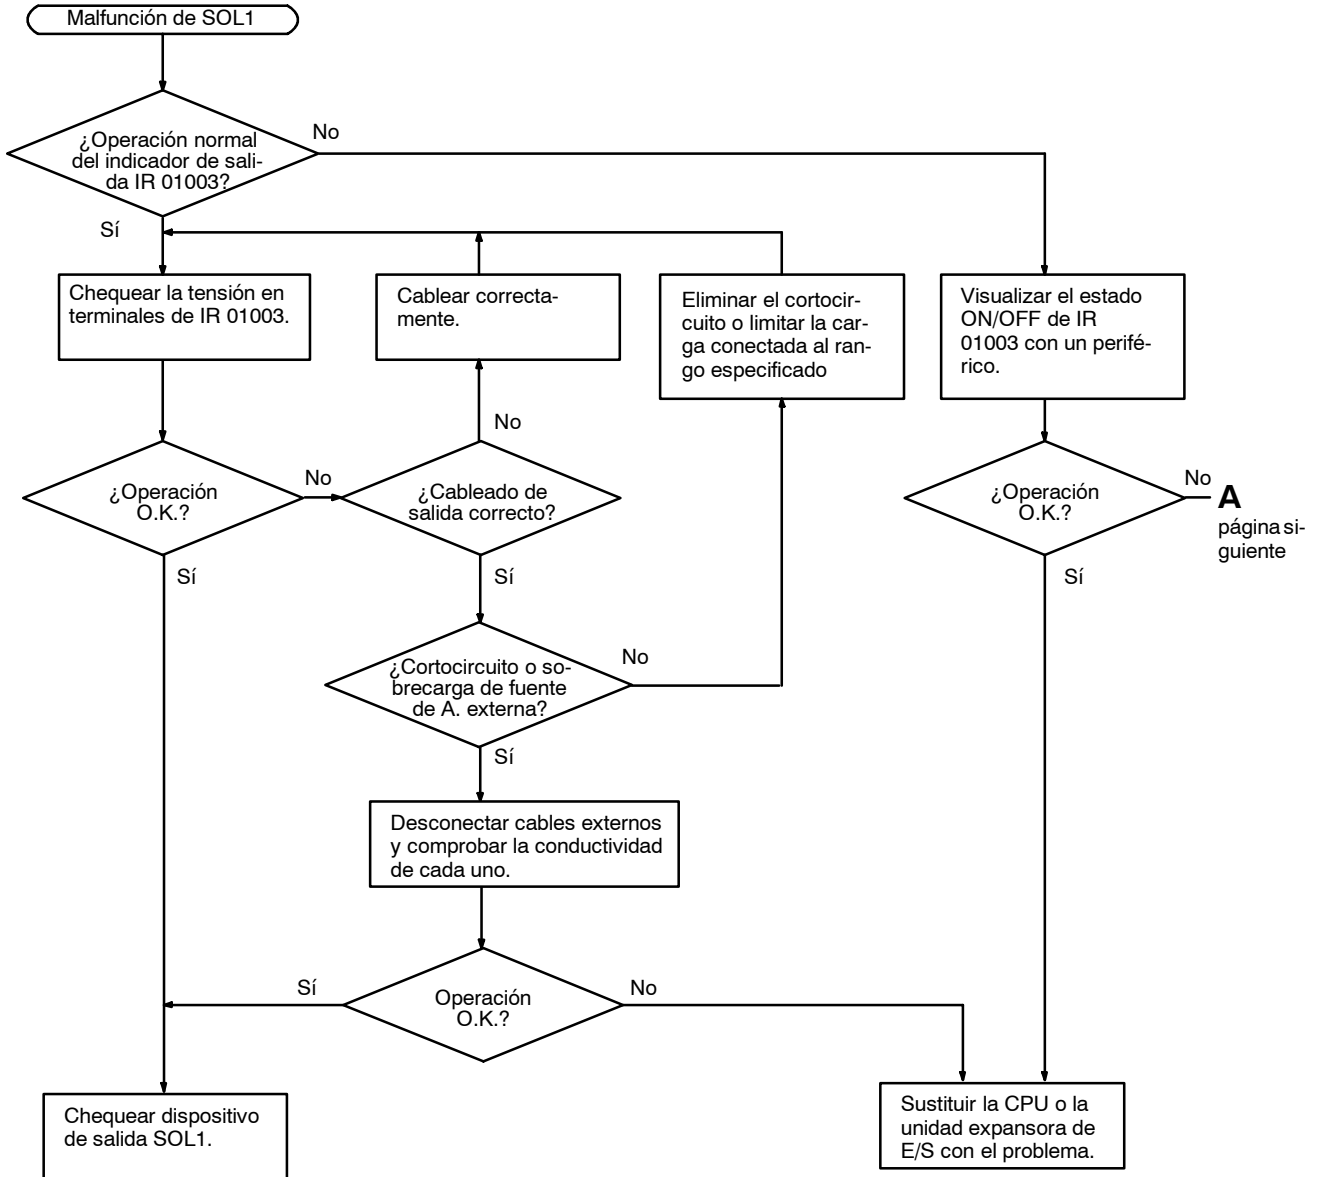 Malfunción de SOL1
¿Operación normal
del indicador de sali-
da IR 01003?
No
Sí
Chequear la tensión en
terminales de IR 01003.
Cablear correcta-
mente.
Eliminar el cortocir-
cuito o limitar la car-
ga conectada al ran-
go especificado
Visualizar el estado
ON/OFF de IR
01003 con un perifé-
rico.
No
¿Operación
O.K.?
No
¿Cableado de
salida correcto?
¿Operación
O.K.?
No
A
página si-
guiente
Sí
Sí
Sí
¿Cortocircuito o so-
brecarga de fuente
de A. externa?
No
Sí
Desconectar cables externos
y comprobar la conductividad
de cada uno.
Sí
Operación
O.K.?
No
Chequear dispositivo
de salida SOL1.
Sustituir la CPU o la
unidad expansora de
E/S con el problema.